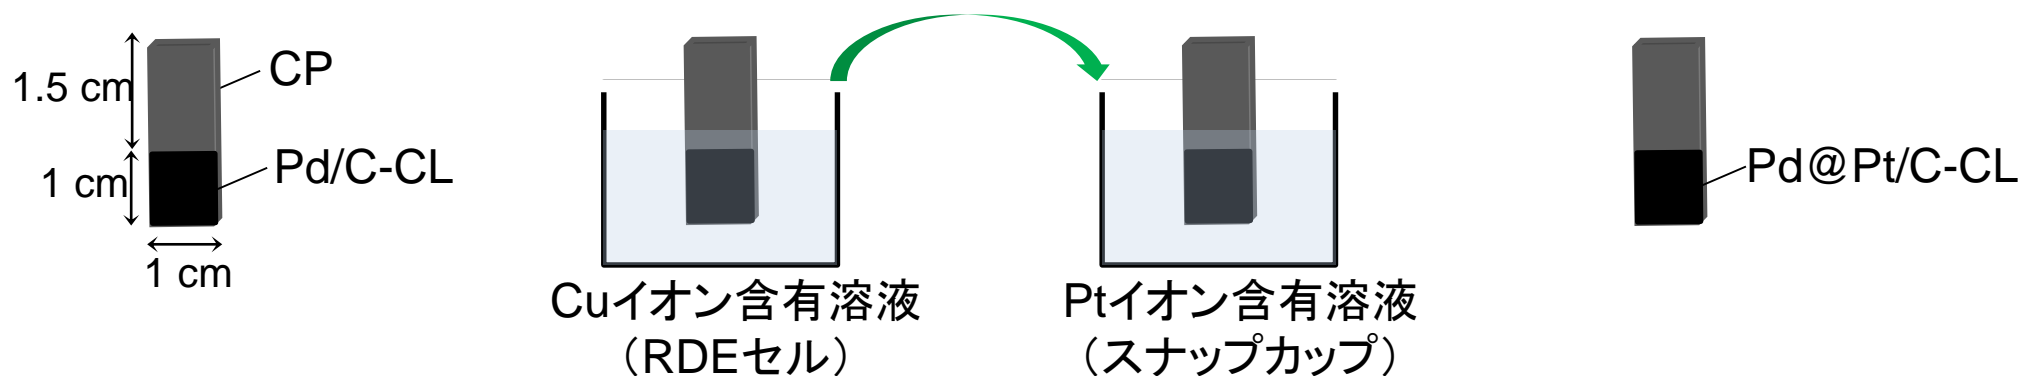 1.5 cm
CP
1 cm
Pd/C-CL
1 cm
Cuイオン含有溶液
（RDEセル）
Ptイオン含有溶液
（スナップカップ）
Pd@Pt/C-CL